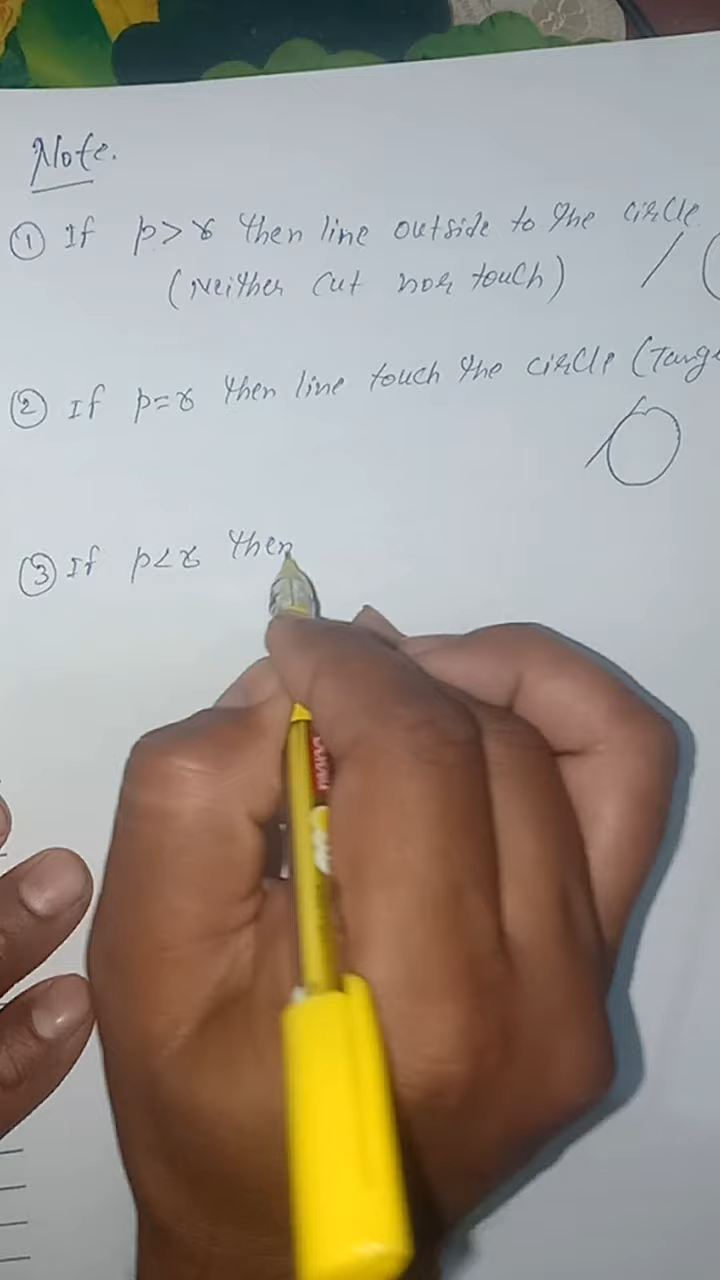 Note.
① If p>r then line outside to the circle
(Neither cut nor touch)
② If p=r then line touch the circle (Tange
③ If p<r then